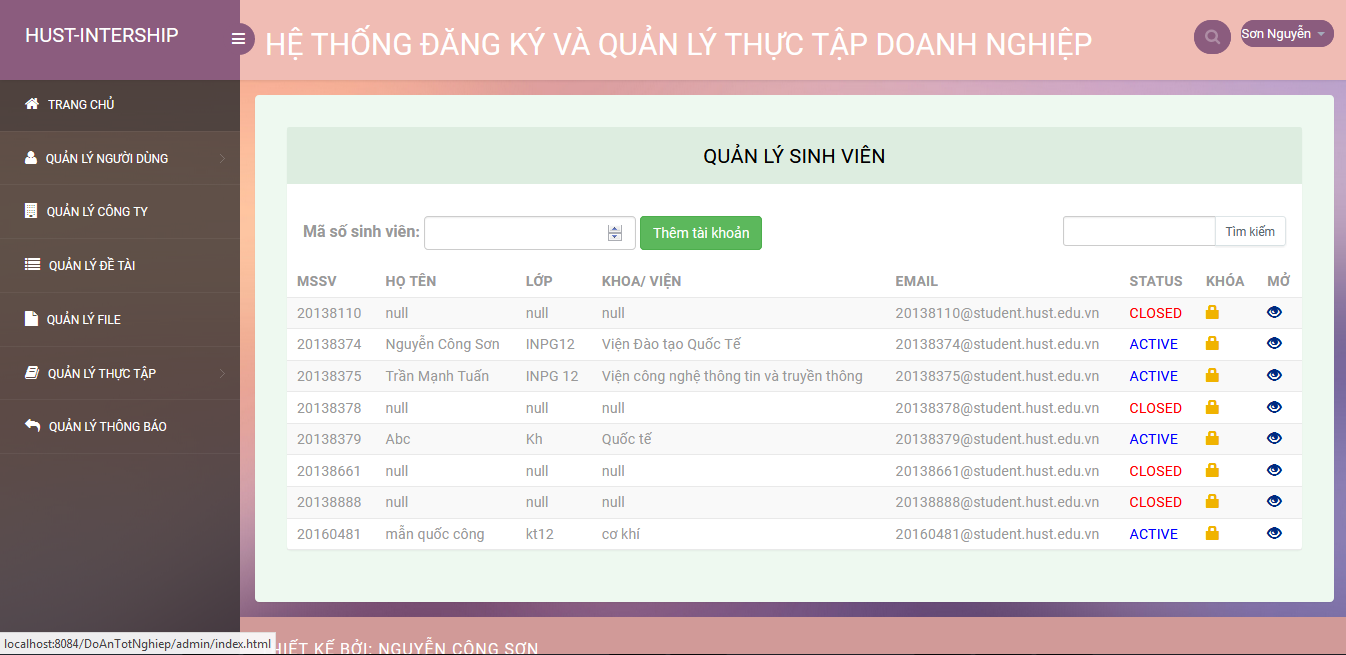 HUST-INTERSHIP
HỆ THỐNG ĐĂNG KÝ VÀ QUẢN LÝ THỰC TẬP DOANH NGHIỆP
Sơn Nguyễn
TRANG CHỦ
QUẢN LÝ NGƯỜI DÙNG
QUẢN LÝ CÔNG TY
QUẢN LÝ ĐỀ TÀI
QUẢN LÝ FILE
QUẢN LÝ THỰC TẬP
QUẢN LÝ THÔNG BÁO
QUẢN LÝ SINH VIÊN
Mã số sinh viên: Thêm tài khoản Tìm kiếm
MSSV HỌ TÊN LỚP KHOA/ VIỆN EMAIL STATUS KHÓA MỞ
20138110 null null null 20138110@student.hust.edu.vn CLOSED
20138374 Nguyễn Công Sơn INPG12 Viện Đào tạo Quốc Tế 20138374@student.hust.edu.vn ACTIVE
20138375 Trần Mạnh Tuấn INPG 12 Viện công nghệ thông tin và truyền thông 20138375@student.hust.edu.vn ACTIVE
20138378 null null null 20138378@student.hust.edu.vn CLOSED
20138379 Abc Kh Quốc tế 20138379@student.hust.edu.vn ACTIVE
20138661 null null null 20138661@student.hust.edu.vn CLOSED
20138888 null null null 20138888@student.hust.edu.vn CLOSED
20160481 mẫn quốc công kt12 cơ khí 20160481@student.hust.edu.vn ACTIVE
localhost:8084/DoAnTotNghiep/admin/index.html
KẾ BỞI: NGUYỄN CÔNG SƠN